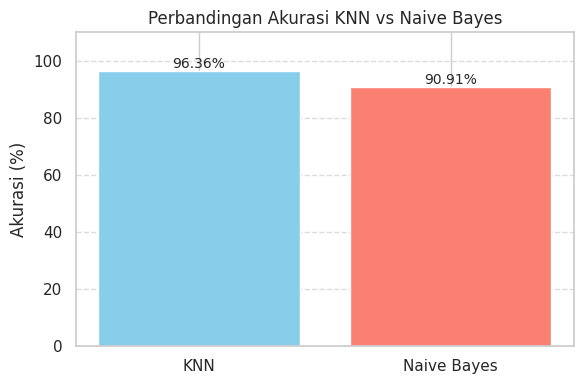 Perbandingan Akurasi KNN vs Naive Bayes
Akurasi (%)
100
80
60
40
20
0
96.36%
90.91%
KNN
Naive Bayes